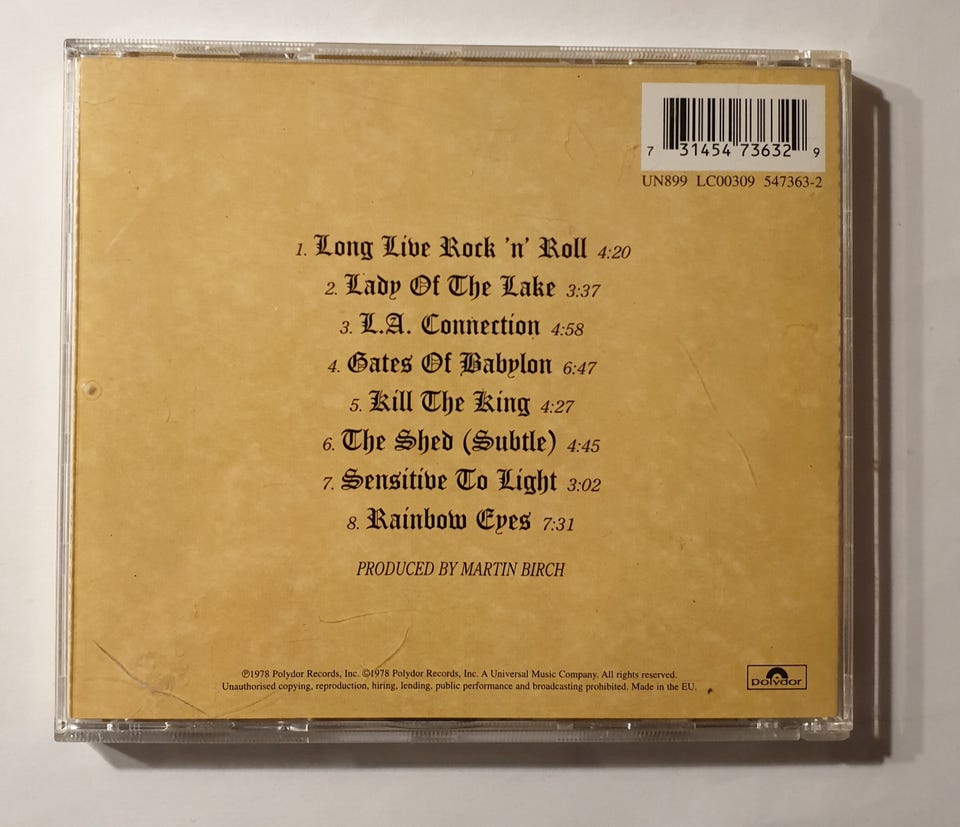 7 31454 73632 9
UN899 LC00309 547363-2
1. Long Live Rock 'n' Roll 4:20
2. Lady Of The Lake 3:37
3. L.A. Connection 4:58
4. Gates Of Babylon 6:47
5. Kill The King 4:27
6. The Shed (Subtle) 4:45
7. Sensitive To Light 3:02
8. Rainbow Eyes 7:31
PRODUCED BY MARTIN BIRCH
℗1978 Polydor Records, Inc. ©1978 Polydor Records, Inc. A Universal Music Company. All rights reserved.
Unauthorised copying, reproduction, hiring, lending, public performance and broadcasting prohibited. Made in the EU.
Polydor